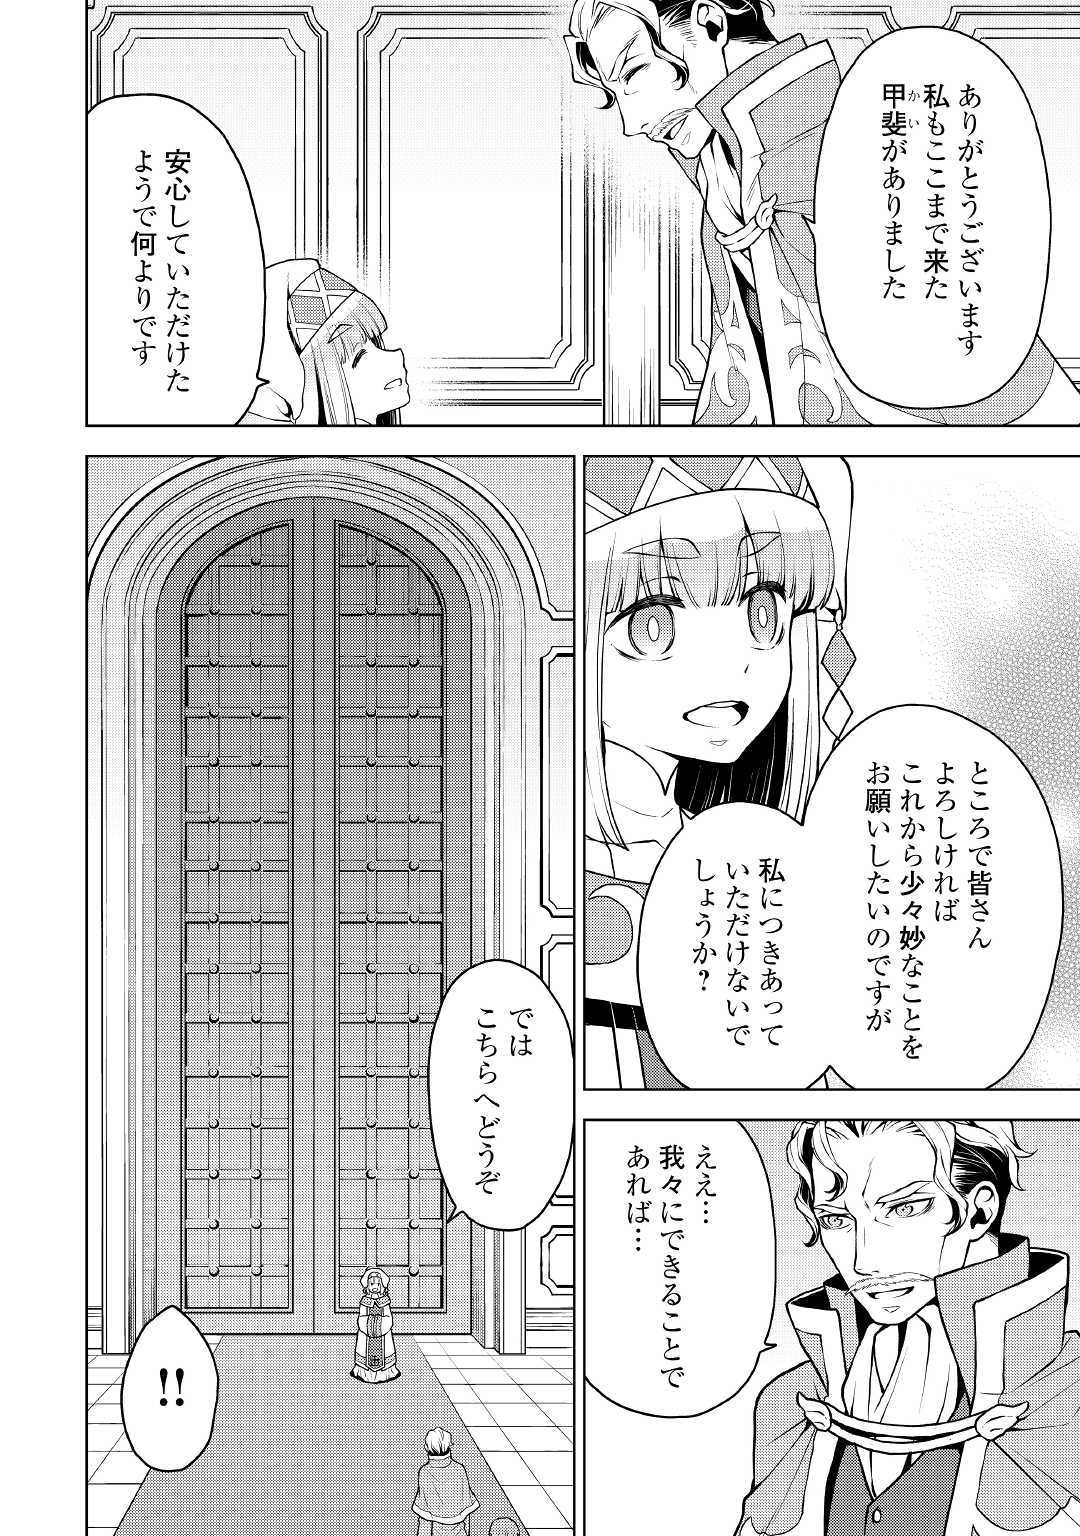 ありがとうございます
私もここまで来た
甲斐がありました
かい
安心していただけた
ようで何よりです
ところで皆さん
よろしければ
これから少々妙なことを
お願いしたいのですが
私につきあって
いただけないで
しょうか?
ええ…
我々にできることで
あれば…
では
こちらへどうぞ
!!